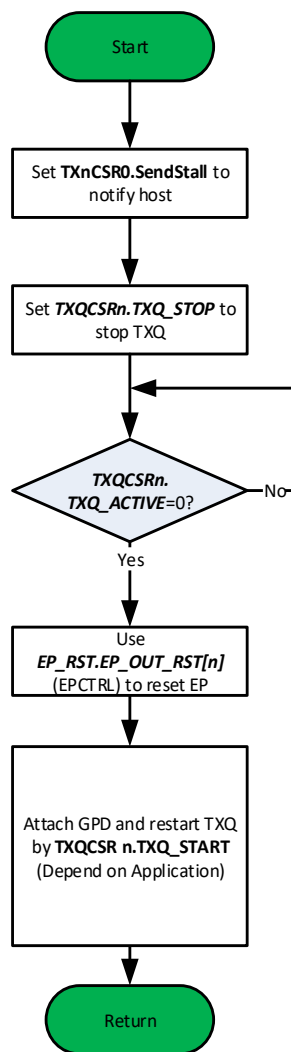 Start
Set TXnCSR0.SendStall to
notify host
Set TXQCSRn.TXQ_STOP to
stop TXQ
TXQCSRn.
TXQ_ACTIVE=0?
No
Yes
Use
EP_RST.EP_OUT_RST[n]
(EPCTRL) to reset EP
Attach GPD and restart TXQ
by TXQCSR n.TXQ_START
(Depend on Application)
Return